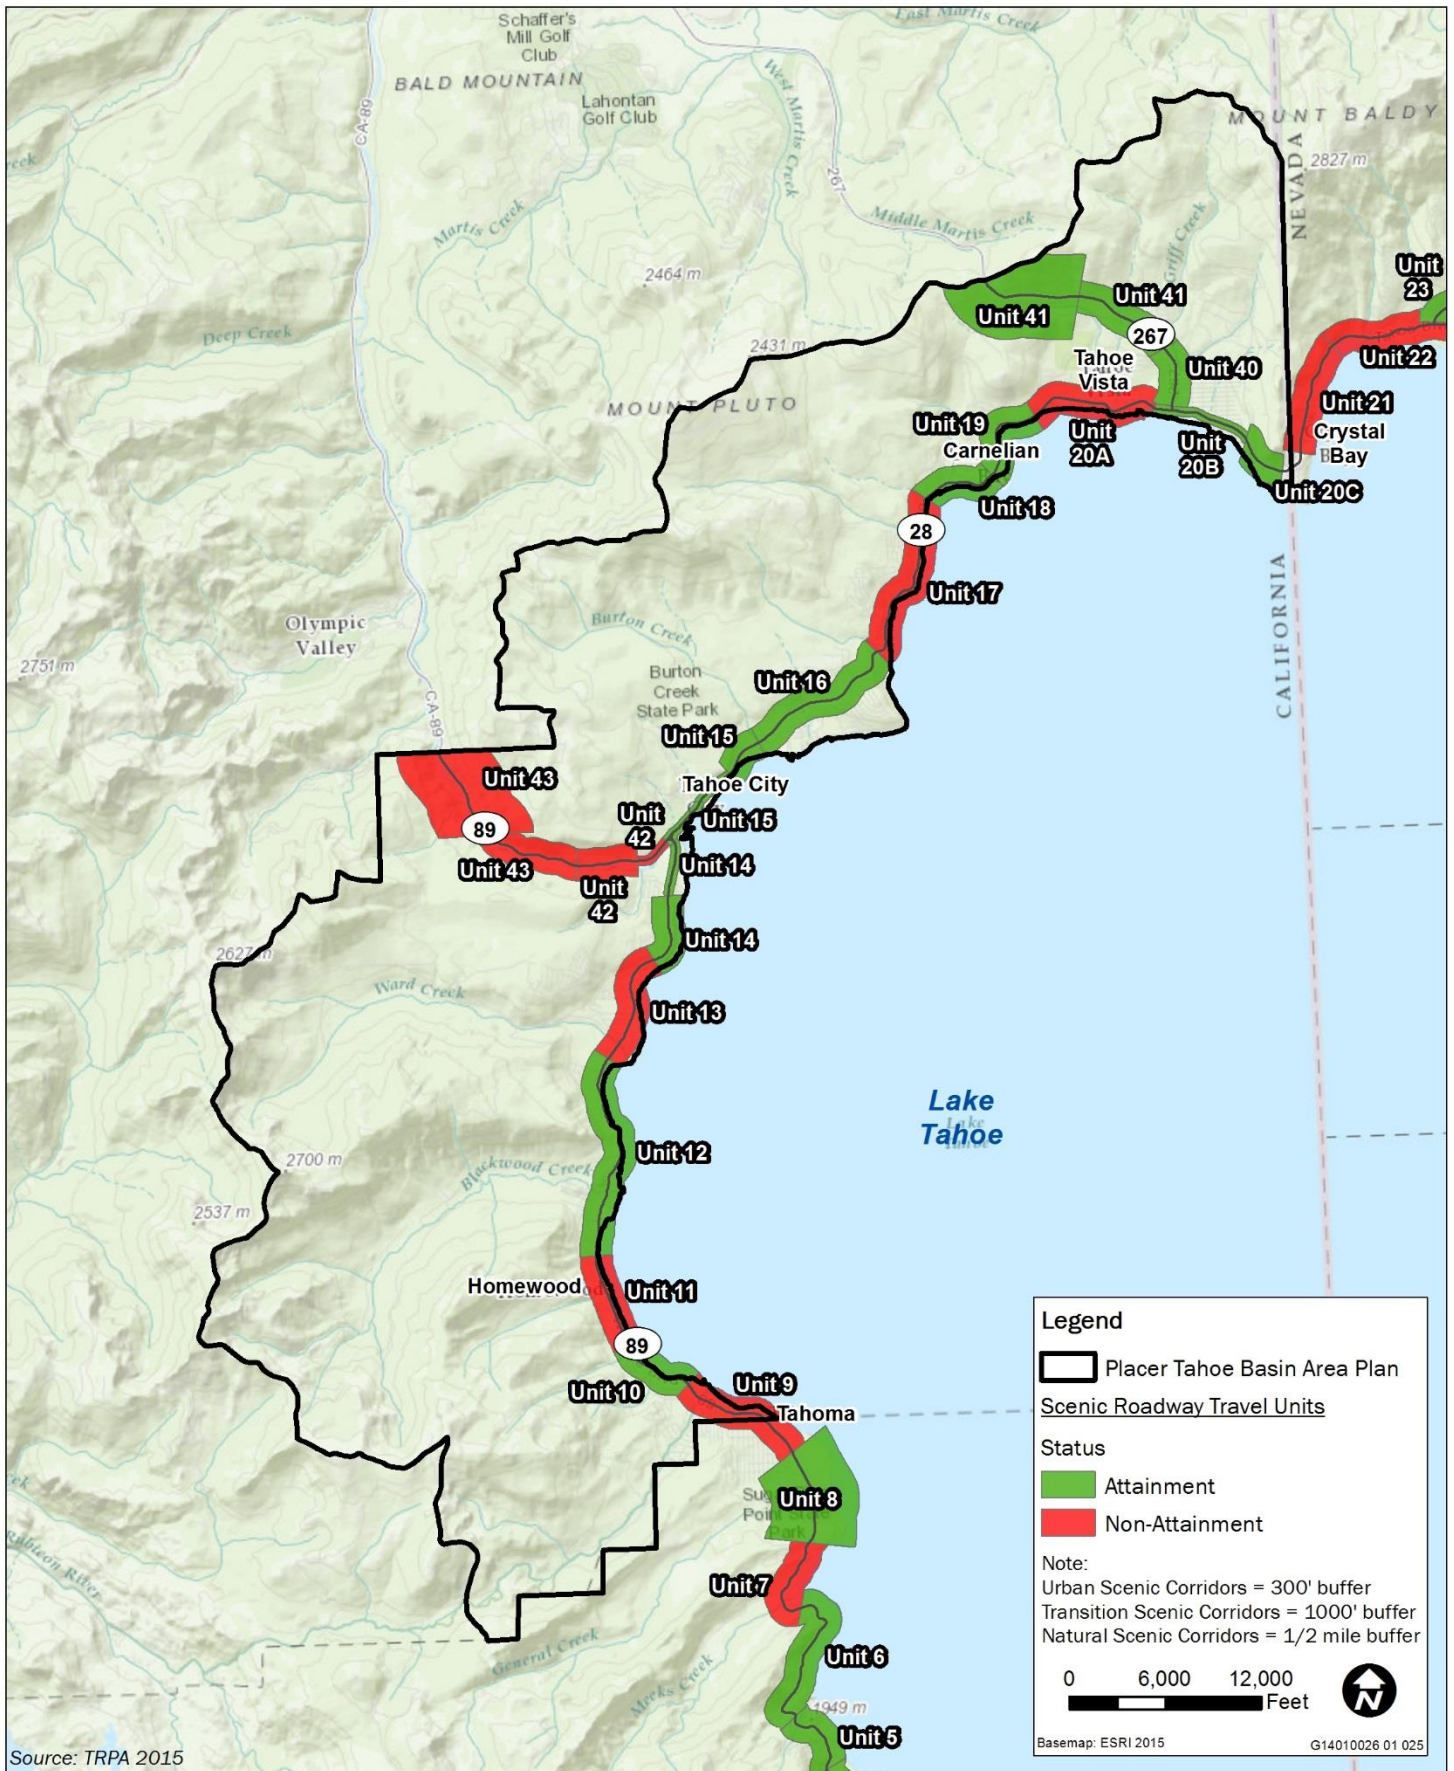 Schaffer's
Mill Golf
Club
East Martis Creek
BALD MOUNTAIN
Lahontan
Golf Club
West Martis Creek
CA-89
MOUNT BALDY
NEVADA
2827 m
267
Martis Creek
Middle Martis Creek
Griff Creek
2464 m
Unit
23
Unit 41
Unit 41
Deep Creek
267
2431 m
Tahoe
Vista
Unit 40
Unit 22
MOUNT PLUTO
Unit 21
Unit 19
Unit
20A
Crystal
Bay
Carnelian
Unit
20B
Unit 20C
Unit 18
28
CALIFORNIA
Unit 17
Olympic
Valley
Burton Creek
2751 m
Burton
Creek
State Park
Unit 16
CA-89
Unit 15
Unit 43
Tahoe City
Unit
42
Unit 15
89
Unit 43
Unit 14
Unit
42
Unit 14
2627 m
Ward Creek
Unit 13
Lake
Tahoe
Unit 12
2700 m
Blackwood Creek
2537 m
Homewood
Unit 11
89
Unit 10
Unit 9
Tahoma
Unit 8
Point State
Park
Unit 7
Rubicon River
General Creek
Meeks Creek
Unit 6
1949 m
Unit 5
Legend
Placer Tahoe Basin Area Plan
Scenic Roadway Travel Units
Status
Attainment
Non-Attainment
Note:
Urban Scenic Corridors = 300' buffer
Transition Scenic Corridors = 1000' buffer
Natural Scenic Corridors = 1/2 mile buffer
0 6,000 12,000
Feet
N
Basemap: ESRI 2015
G14010026 01 025
Source: TRPA 2015